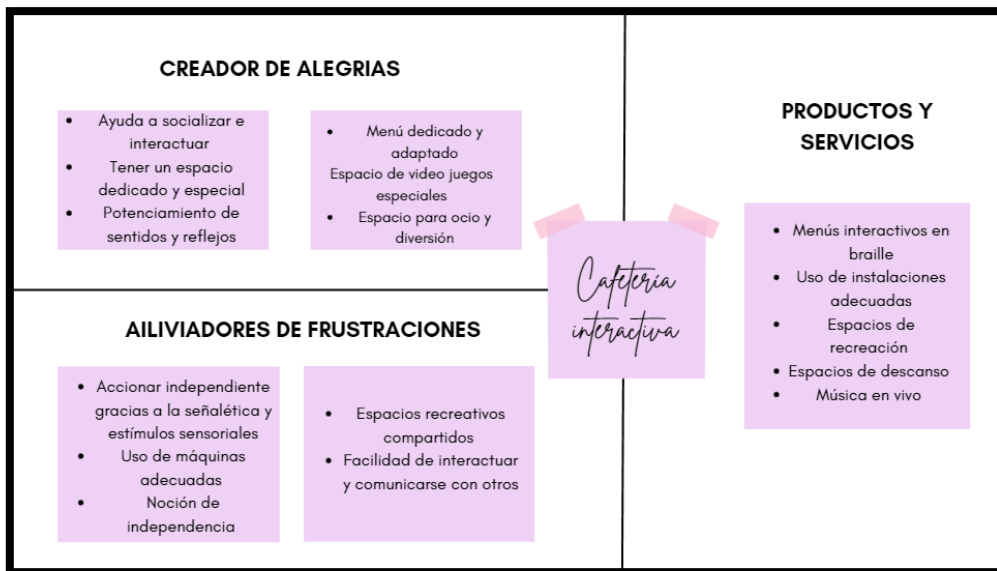 CREADOR DE ALEGRIAS
• Ayuda a socializar e
interactuar
• Tener un espacio
dedicado y especial
• Potenciamiento de
sentidos y reflejos
• Menú dedicado y
adaptado
Espacio de video juegos
especiales
• Espacio para ocio y
diversión
AILIVIADORES DE FRUSTRACIONES
• Accionar independiente
gracias a la señalética y
estímulos sensoriales
• Uso de máquinas
adecuadas
• Noción de
independencia
• Espacios recreativos
compartidos
• Facilidad de interactuar
y comunicarse con otros
Cafetería
interactiva
PRODUCTOS Y
SERVICIOS
• Menús interactivos en
braille
• Uso de instalaciones
adecuadas
• Espacios de
recreación
• Espacios de descanso
• Música en vivo